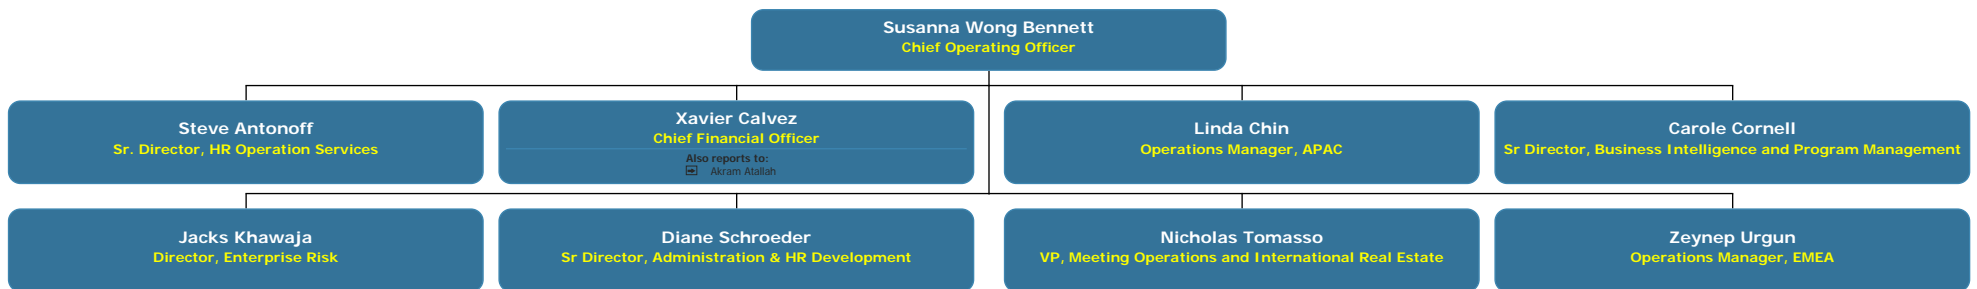 Susanna Wong Bennett
Chief Operating Officer
Steve Antonoff
Sr. Director, HR Operation Services
Xavier Calvez
Chief Financial Officer
Also reports to:
Akram Atallah
Linda Chin
Operations Manager, APAC
Carole Cornell
Sr Director, Business Intelligence and Program Management
Jacks Khawaja
Director, Enterprise Risk
Diane Schroeder
Sr Director, Administration & HR Development
Nicholas Tomasso
VP, Meeting Operations and International Real Estate
Zeynep Urgun
Operations Manager, EMEA